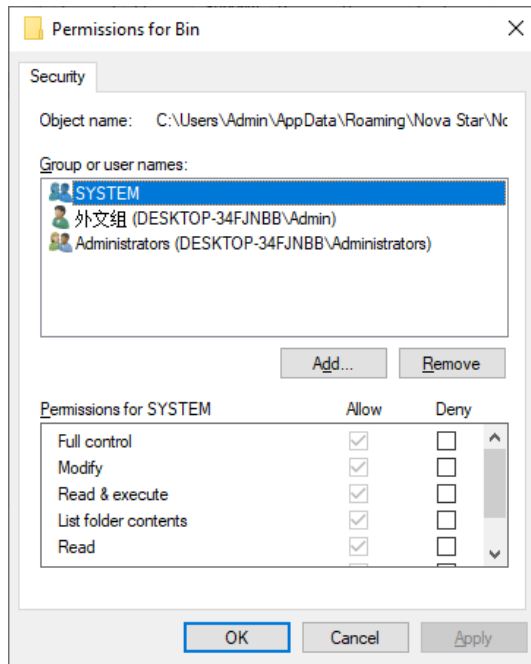 Permissions for Bin
Security
Object name: C:\Users\Admin\AppData\Roaming\Nova Star\Nc
Group or user names:
SYSTEM
外文组 (DESKTOP-34FJNBB\Admin)
Administrators (DESKTOP-34FJNBB\Administrators)
Add... Remove
Permissions for SYSTEM Allow Deny
Full control
Modify
Read & execute
List folder contents
Read
OK Cancel Apply